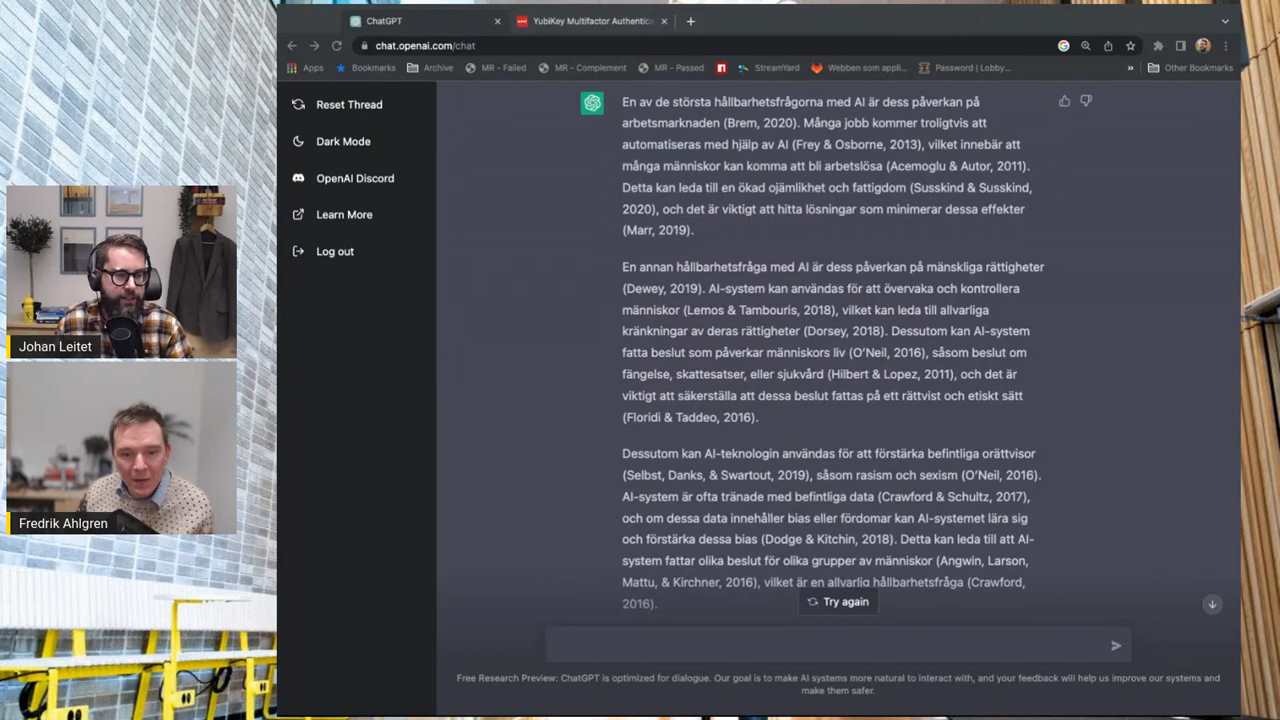 ChatGPT
YubiKey Multifactor Authentic
chat.openai.com/chat
Apps
Bookmarks
Archive
MR - Failed
MR - Complement
MR - Passed
StreamYard
Webben som appli...
Password | Lobby...
»
Other Bookmarks
Reset Thread
Dark Mode
OpenAI Discord
Learn More
Log out
En av de största hållbarhetsfrågorna med AI är dess påverkan på
arbetsmarknaden (Brem, 2020). Många jobb kommer troligtvis att
automatiseras med hjälp av AI (Frey & Osborne, 2013), vilket innebär att
många människor kan komma att bli arbetslösa (Acemoglu & Autor, 2011).
Detta kan leda till en ökad ojämlikhet och fattigdom (Susskind & Susskind,
2020), och det är viktigt att hitta lösningar som minimerar dessa effekter
(Marr, 2019).
En annan hållbarhetsfråga med AI är dess påverkan på mänskliga rättigheter
(Dewey, 2019). AI-system kan användas för att övervaka och kontrollera
människor (Lemos & Tambouris, 2018), vilket kan leda till allvarliga
kränkningar av deras rättigheter (Dorsey, 2018). Dessutom kan AI-system
fatta beslut som påverkar människors liv (O'Neil, 2016), såsom beslut om
fängelse, skattesatser, eller sjukvård (Hilbert & Lopez, 2011), och det är
viktigt att säkerställa att dessa beslut fattas på ett rättvist och etiskt sätt
(Floridi & Taddeo, 2016).
Dessutom kan AI-teknologin användas för att förstärka befintliga orättvisor
(Selbst, Danks, & Swartout, 2019), såsom rasism och sexism (O'Neil, 2016).
AI-system är ofta tränade med befintliga data (Crawford & Schultz, 2017),
och om dessa data innehåller bias eller fördomar kan AI-systemet lära sig
och förstärka dessa bias (Dodge & Kitchin, 2018). Detta kan leda till att AI-
system fattar olika beslut för olika grupper av människor (Angwin, Larson,
Mattu, & Kirchner, 2016), vilket är en allvarlig hållbarhetsfråga (Crawford,
2016).
Try again
Free Research Preview: ChatGPT is optimized for dialogue. Our goal is to make AI systems more natural to interact with, and your feedback will help us improve our systems and
make them safer.
Johan Leitet
Fredrik Ahlgren